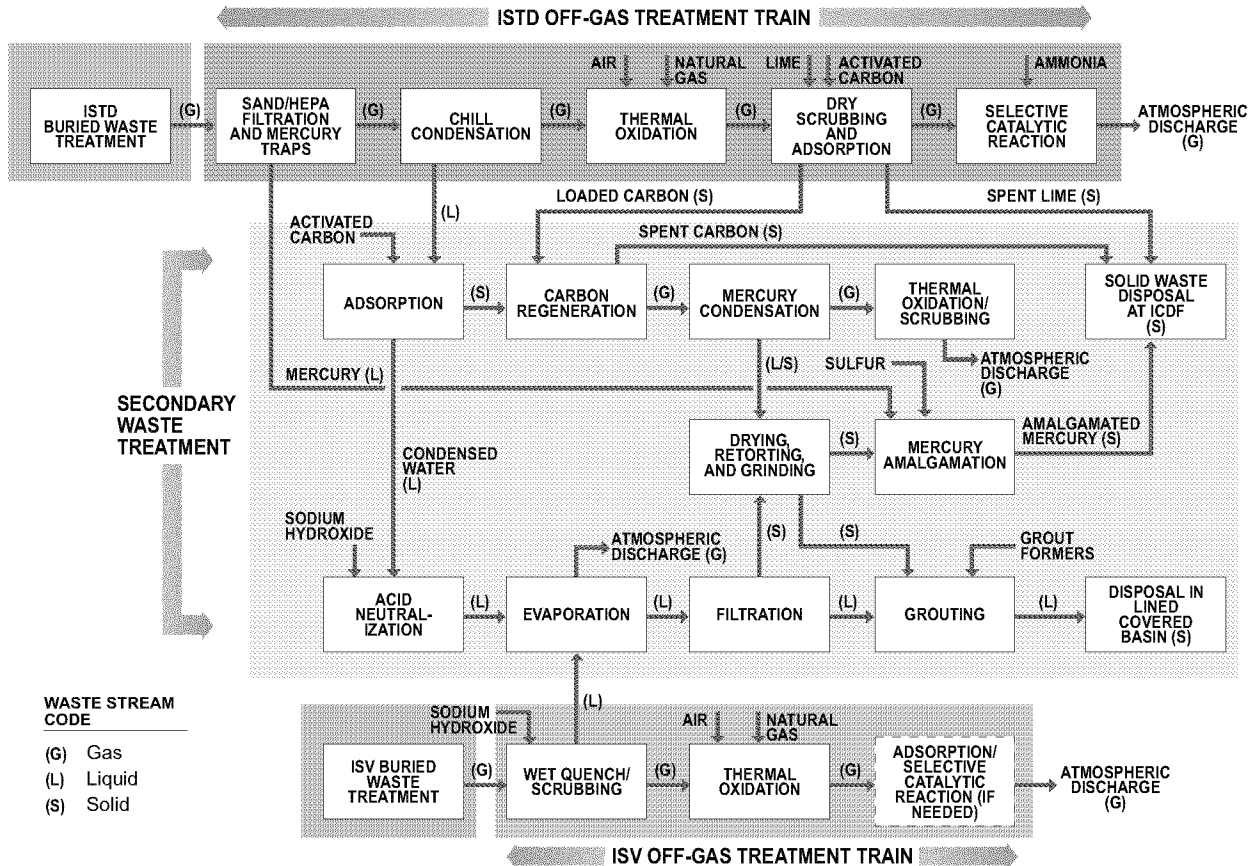 ISTD OFF-GAS TREATMENT TRAIN
AIR
NATURAL
GAS
LIME
ACTIVATED
CARBON
AMMONIA
ISTD
BURIED WASTE
TREATMENT
(G)
SAND/HEPA
FILTRATION
AND MERCURY
TRAPS
(G)
CHILL
CONDENSATION
(G)
THERMAL
OXIDATION
(G)
DRY
SCRUBBING
AND
ADSORPTION
(G)
SELECTIVE
CATALYTIC
REACTION
ATMOSPHERIC
DISCHARGE
(G)
(L)
LOADED CARBON (S)
SPENT LIME (S)
ACTIVATED
CARBON
SPENT CARBON (S)
ADSORPTION
(S)
CARBON
REGENERATION
(G)
MERCURY
CONDENSATION
(G)
THERMAL
OXIDATION/
SCRUBBING
SOLID WASTE
DISPOSAL
AT ICDF
(S)
MERCURY (L)
(L/S)
SULFUR
ATMOSPHERIC
DISCHARGE
(G)
SECONDARY
WASTE
TREATMENT
DRYING,
RETORTING,
AND GRINDING
(S)
MERCURY
AMALGAMATION
AMALGAMATED
MERCURY (S)
CONDENSED
WATER
(L)
SODIUM
HYDROXIDE
ATMOSPHERIC
DISCHARGE (G)
(S)
(S)
GROUT
FORMERS
ACID
NEUTRAL-
IZATION
(L)
EVAPORATION
(L)
FILTRATION
(L)
GROUTING
(L)
DISPOSAL IN
LINED
COVERED
BASIN (S)
WASTE STREAM
CODE
(G) Gas
(L) Liquid
(S) Solid
(L)
SODIUM
HYDROXIDE
AIR
NATURAL
GAS
ISV BURIED
WASTE
TREATMENT
(G)
WET QUENCH/
SCRUBBING
(G)
THERMAL
OXIDATION
(G)
ADSORPTION/
SELECTIVE
CATALYTIC
REACTION (IF
NEEDED)
ATMOSPHERIC
DISCHARGE
(G)
ISV OFF-GAS TREATMENT TRAIN